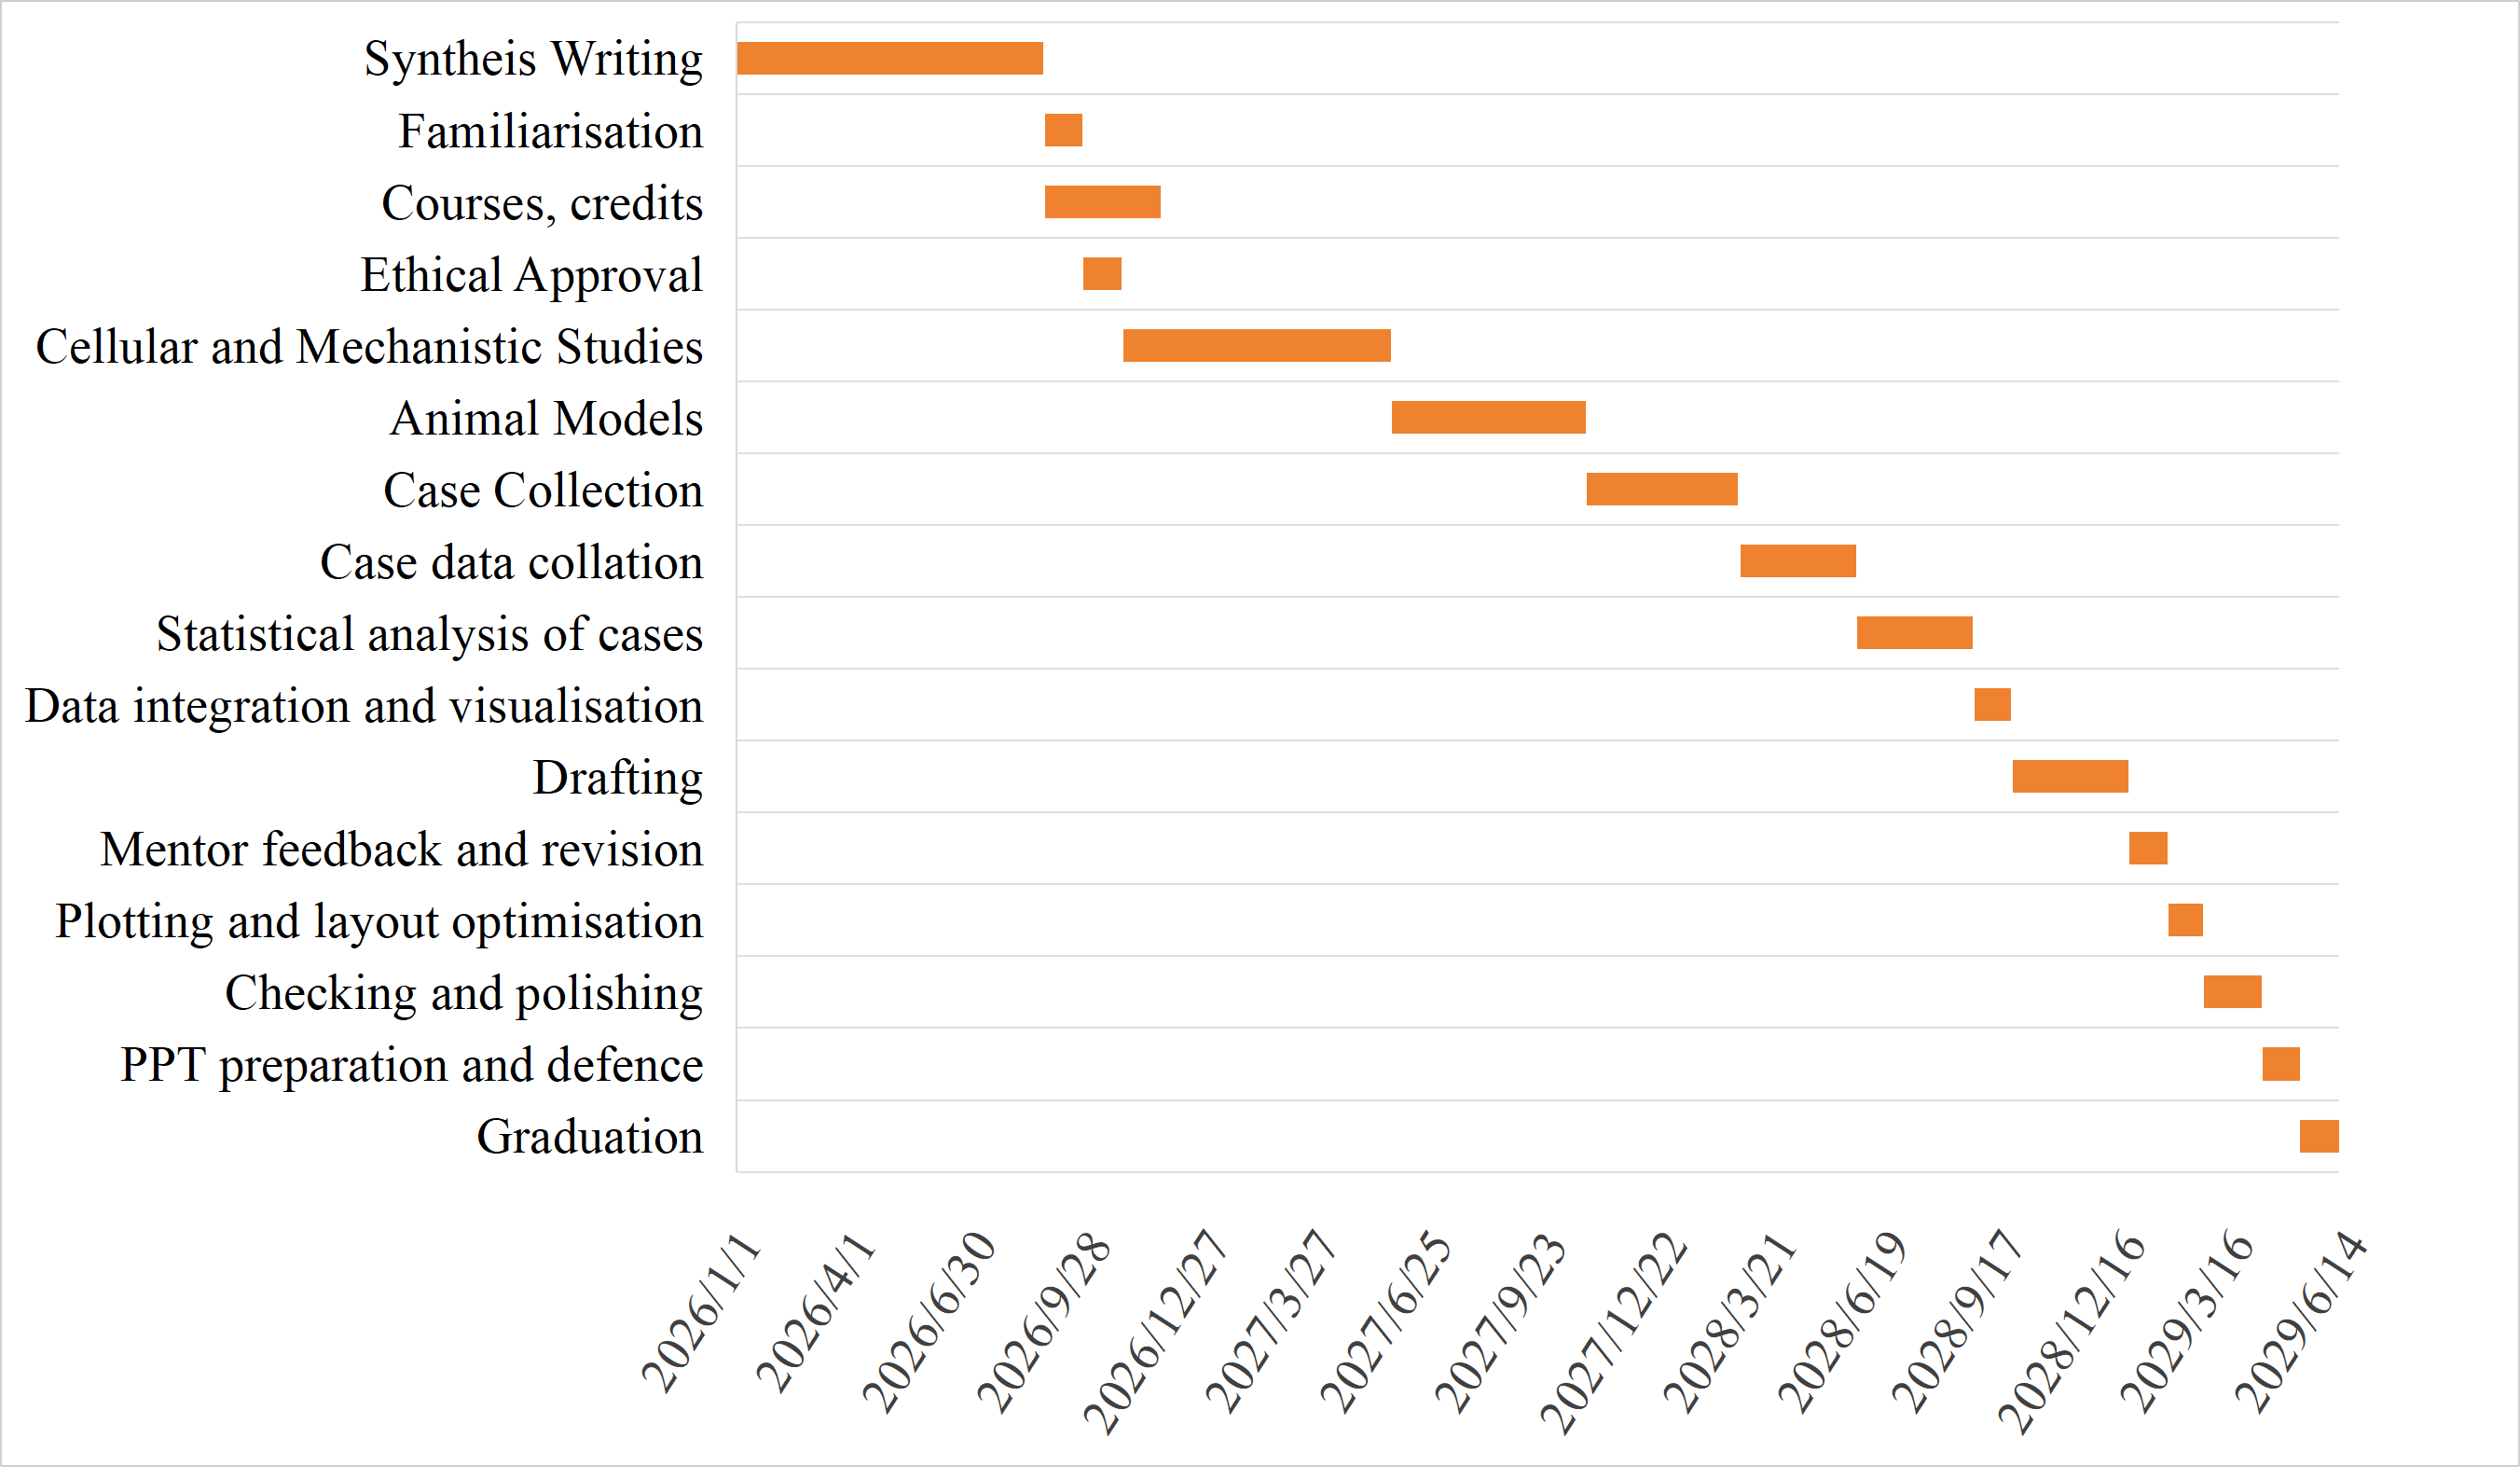 Syntheis Writing
Familiarisation
Courses, credits
Ethical Approval
Cellular and Mechanistic Studies
Animal Models
Case Collection
Case data collation
Statistical analysis of cases
Data integration and visualisation
Drafting
Mentor feedback and revision
Plotting and layout optimisation
Checking and polishing
PPT preparation and defence
Graduation
2026/1/1
2026/4/1
2026/6/30
2026/9/28
2026/12/27
2027/3/27
2027/6/25
2027/9/23
2027/12/22
2028/3/21
2028/6/19
2028/9/17
2028/12/16
2029/3/16
2029/6/14